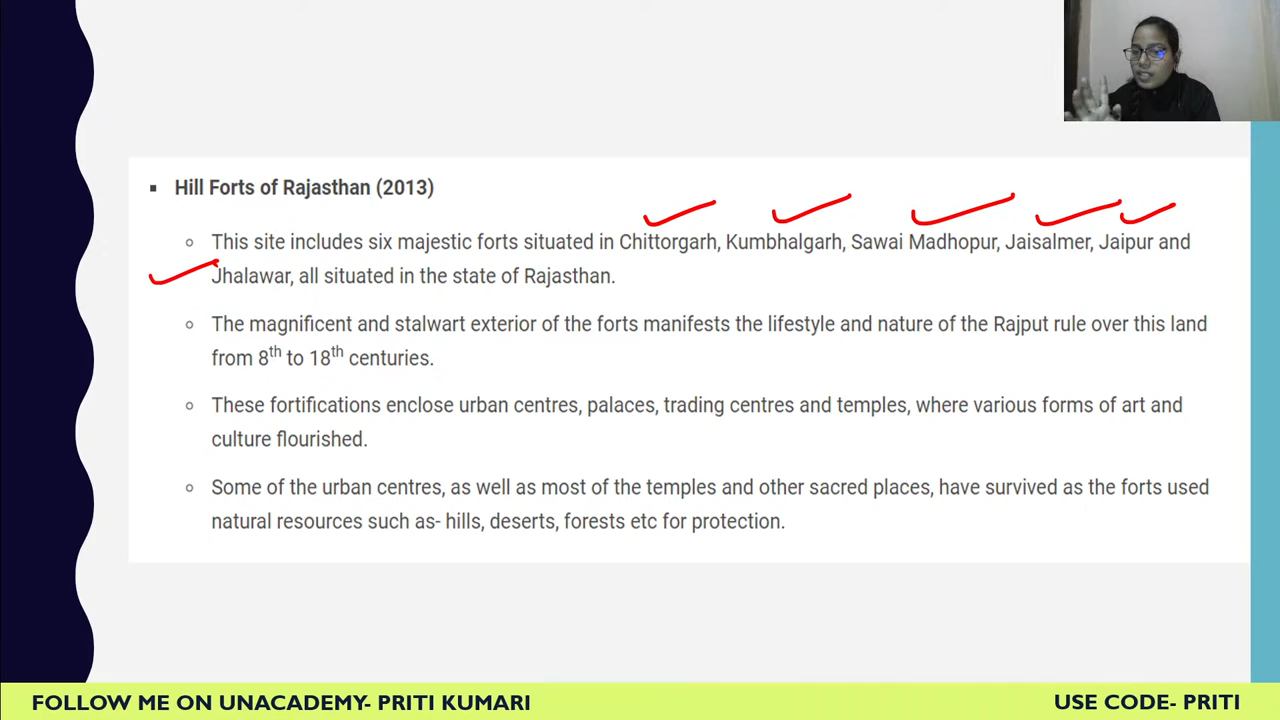 Hill Forts of Rajasthan (2013)
This site includes six majestic forts situated in Chittorgarh, Kumbhalgarh, Sawai Madhopur, Jaisalmer, Jaipur and
Jhalawar, all situated in the state of Rajasthan.
The magnificent and stalwart exterior of the forts manifests the lifestyle and nature of the Rajput rule over this land
from 8th to 18th centuries.
These fortifications enclose urban centres, palaces, trading centres and temples, where various forms of art and
culture flourished.
Some of the urban centres, as well as most of the temples and other sacred places, have survived as the forts used
natural resources such as- hills, deserts, forests etc for protection.
FOLLOW ME ON UNACADEMY- PRITI KUMARI
USE CODE- PRITI